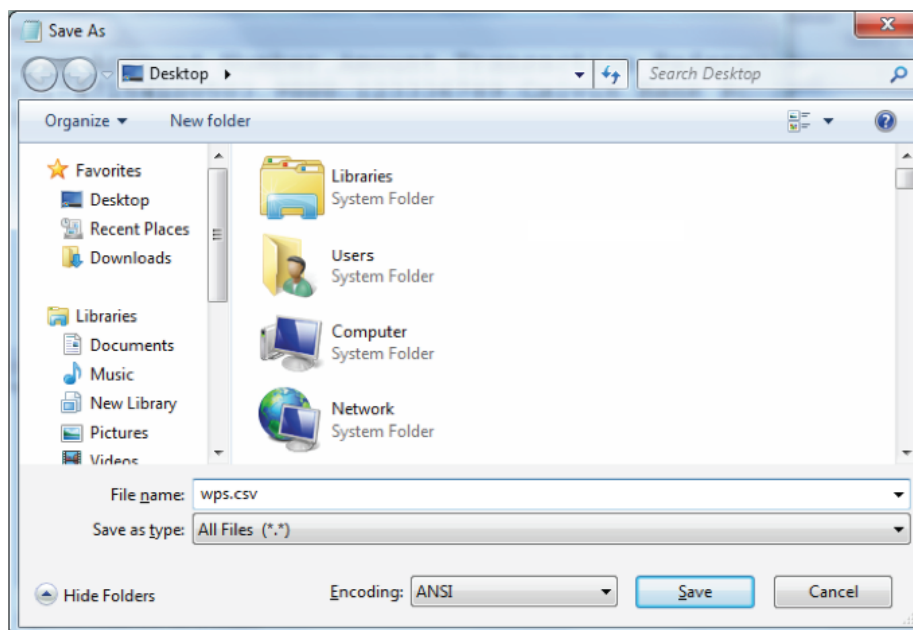 Save As
Desktop
Search Desktop
Organize
New folder
Favorites
Desktop
Recent Places
Downloads
Libraries
Documents
Music
New Library
Pictures
Videos
Libraries
System Folder
Users
System Folder
Computer
System Folder
Network
System Folder
File name: wps.csv
Save as type: All Files (*.*)
Hide Folders
Encoding: ANSI
Save
Cancel